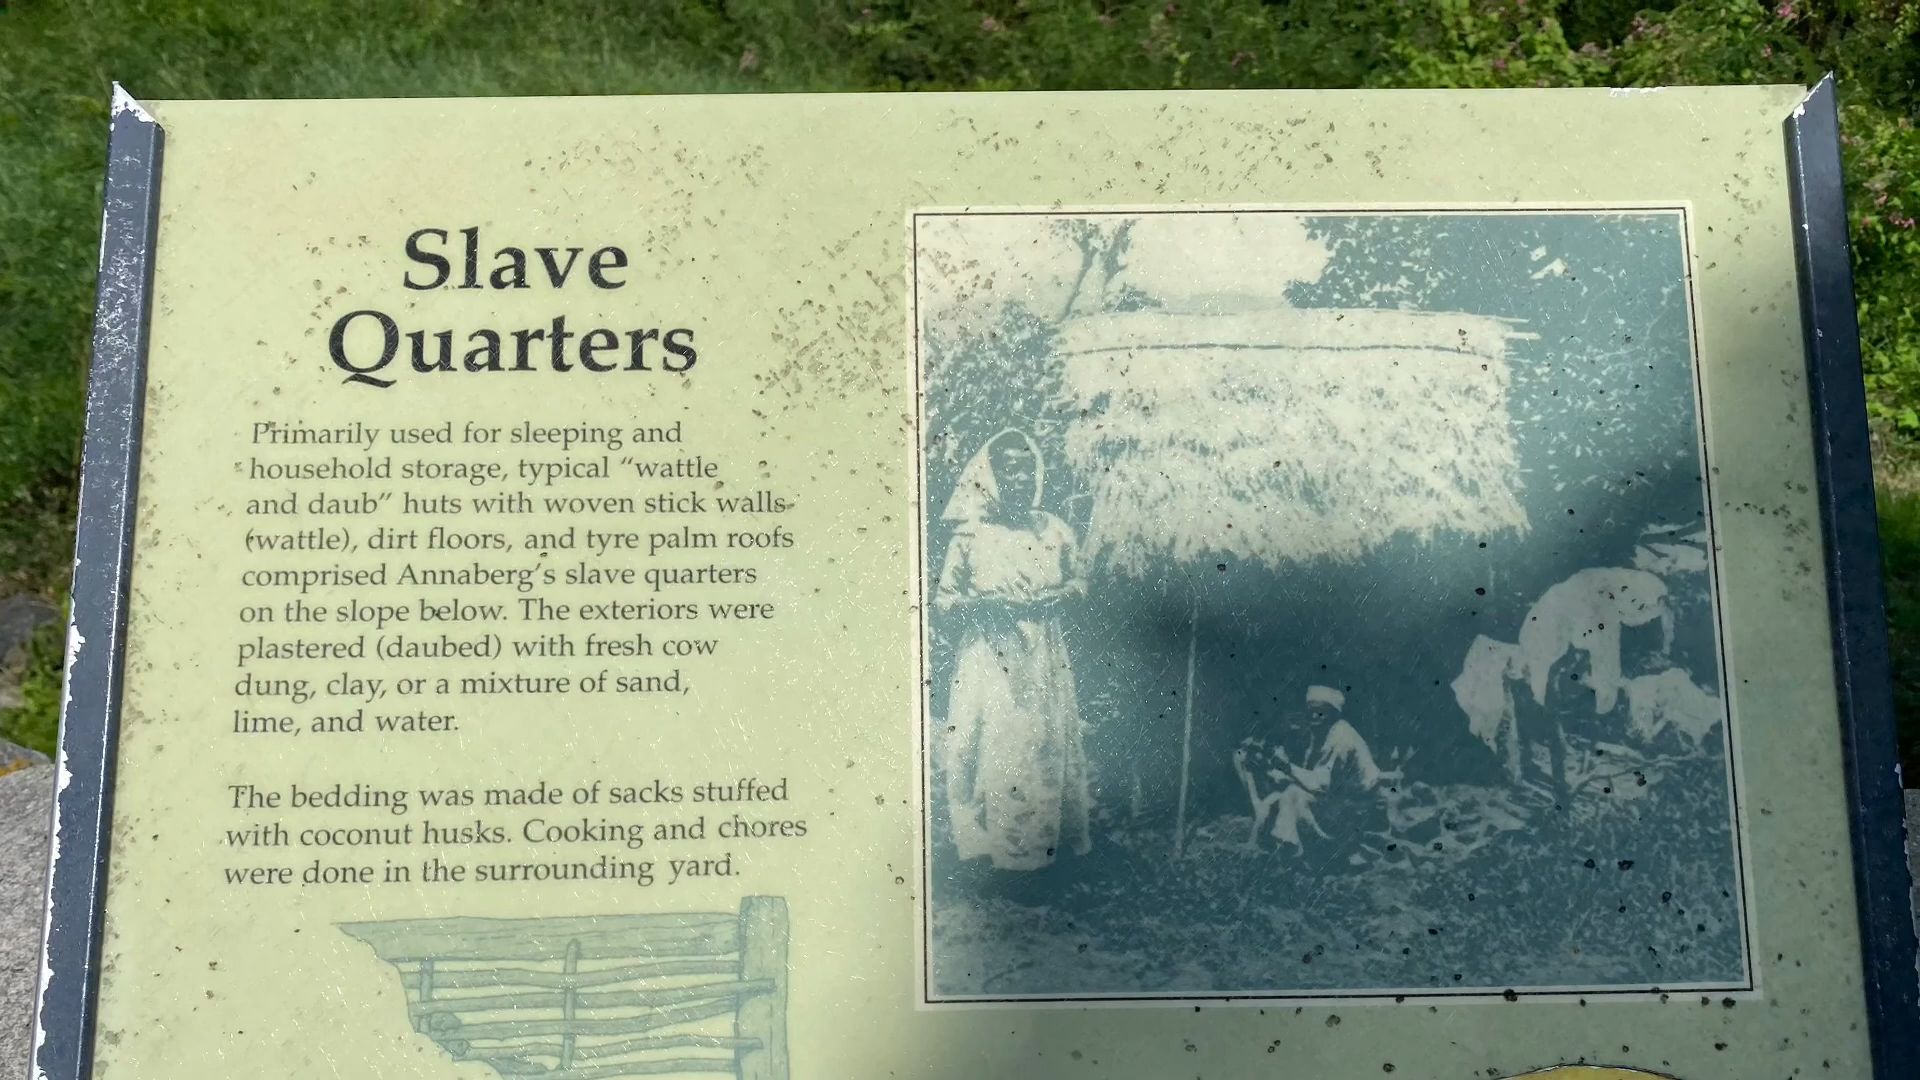 Slave
Quarters
Primarily used for sleeping and
household storage, typical “wattle
and daub” huts with woven stick walls
(wattle), dirt floors, and tyre palm roofs
comprised Annaberg’s slave quarters
on the slope below. The exteriors were
plastered (daubed) with fresh cow
dung, clay, or a mixture of sand,
lime, and water.
The bedding was made of sacks stuffed
with coconut husks. Cooking and chores
were done in the surrounding yard.